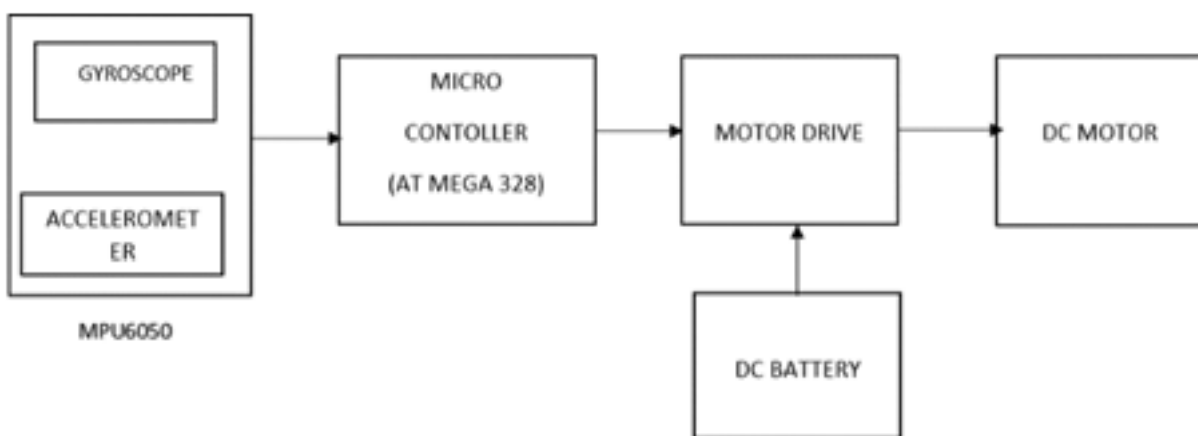 GYROSCOPE
ACCELEROMET
ER
MPU6050
MICRO
CONTOLLER
(AT MEGA 328)
MOTOR DRIVE
DC MOTOR
DC BATTERY